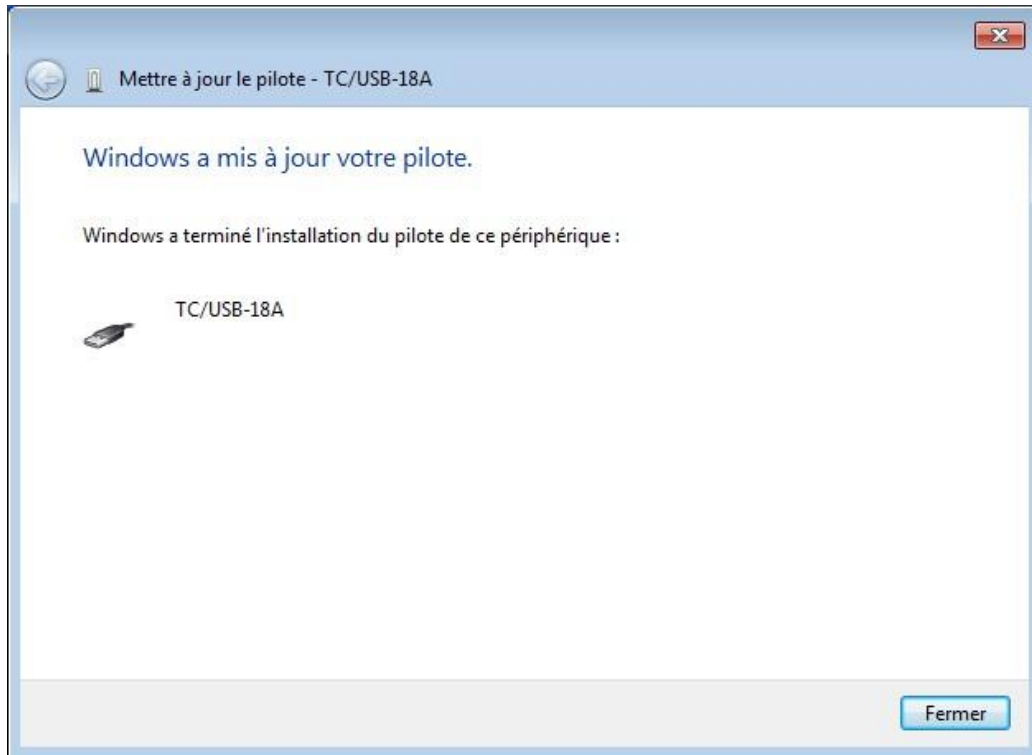 Mettre à jour le pilote - TC/USB-18A
Windows a mis à jour votre pilote.
Windows a terminé l'installation du pilote de ce périphérique :
TC/USB-18A
Fermer